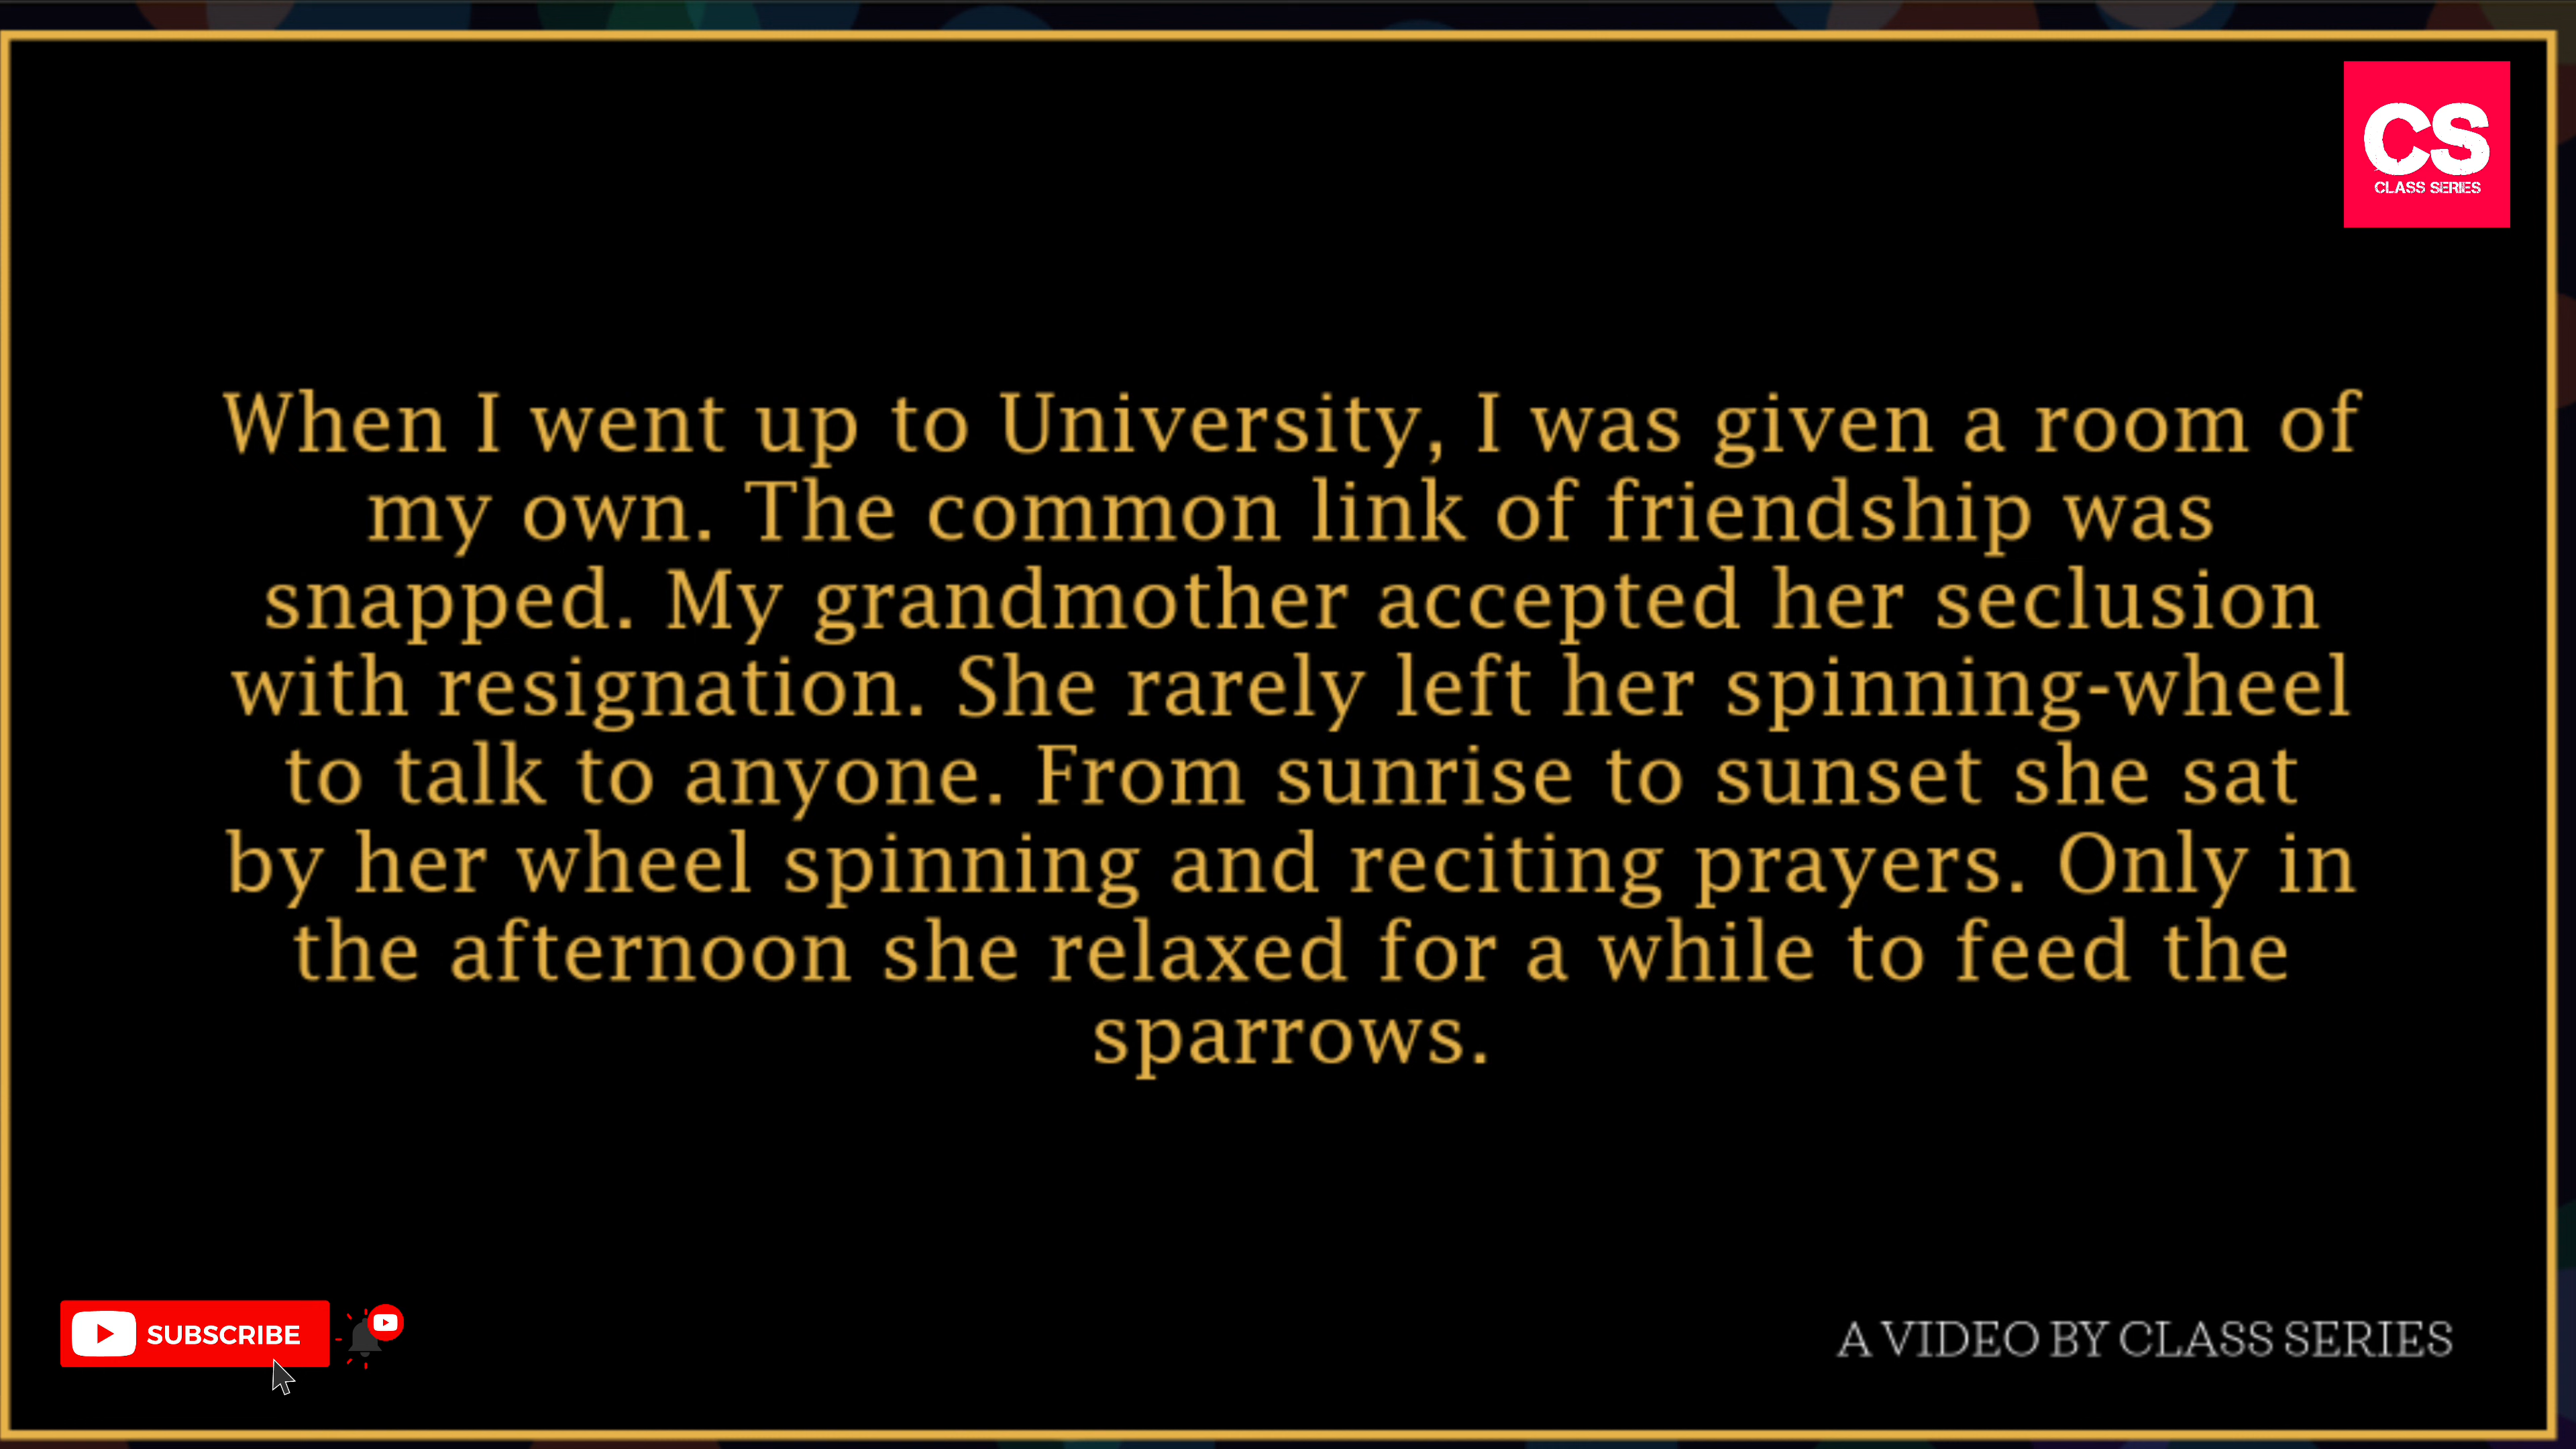 CS
CLASS SERIES
When I went up to University, I was given a room of
my own. The common link of friendship was
snapped. My grandmother accepted her seclusion
with resignation. She rarely left her spinning-wheel
to talk to anyone. From sunrise to sunset she sat
by her wheel spinning and reciting prayers. Only in
the afternoon she relaxed for a while to feed the
sparrows.
SUBSCRIBE
A VIDEO BY CLASS SERIES